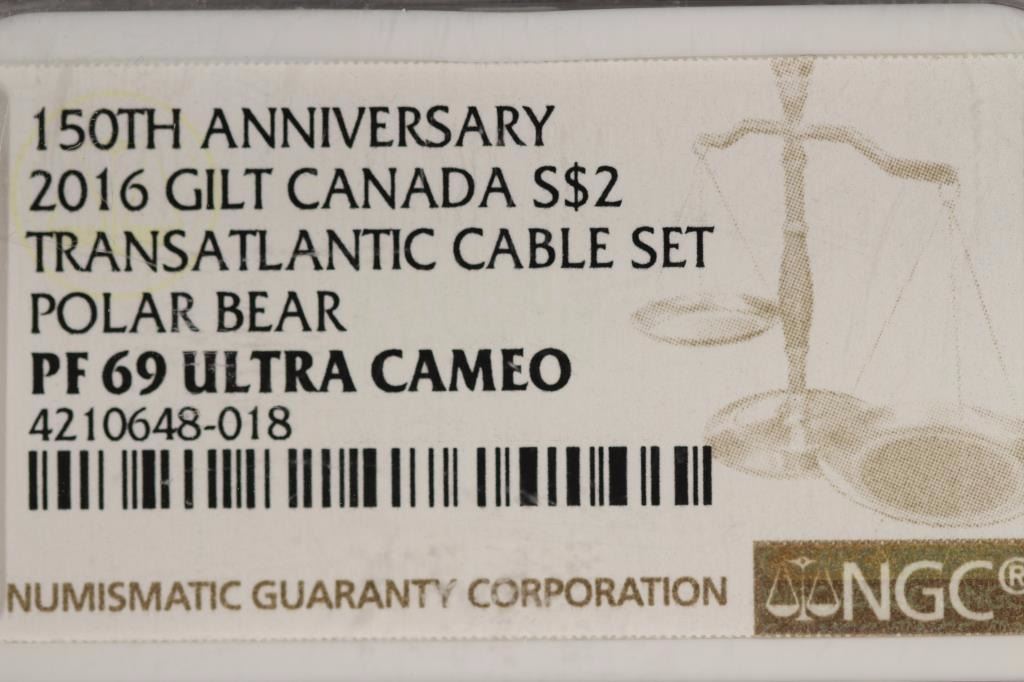 150TH ANNIVERSARY
2016 GILT CANADA S$2
TRANSATLANTIC CABLE SET
POLAR BEAR
PF 69 ULTRA CAMEO
4210648-018
NUMISMATIC GUARANTY CORPORATION
NGC®